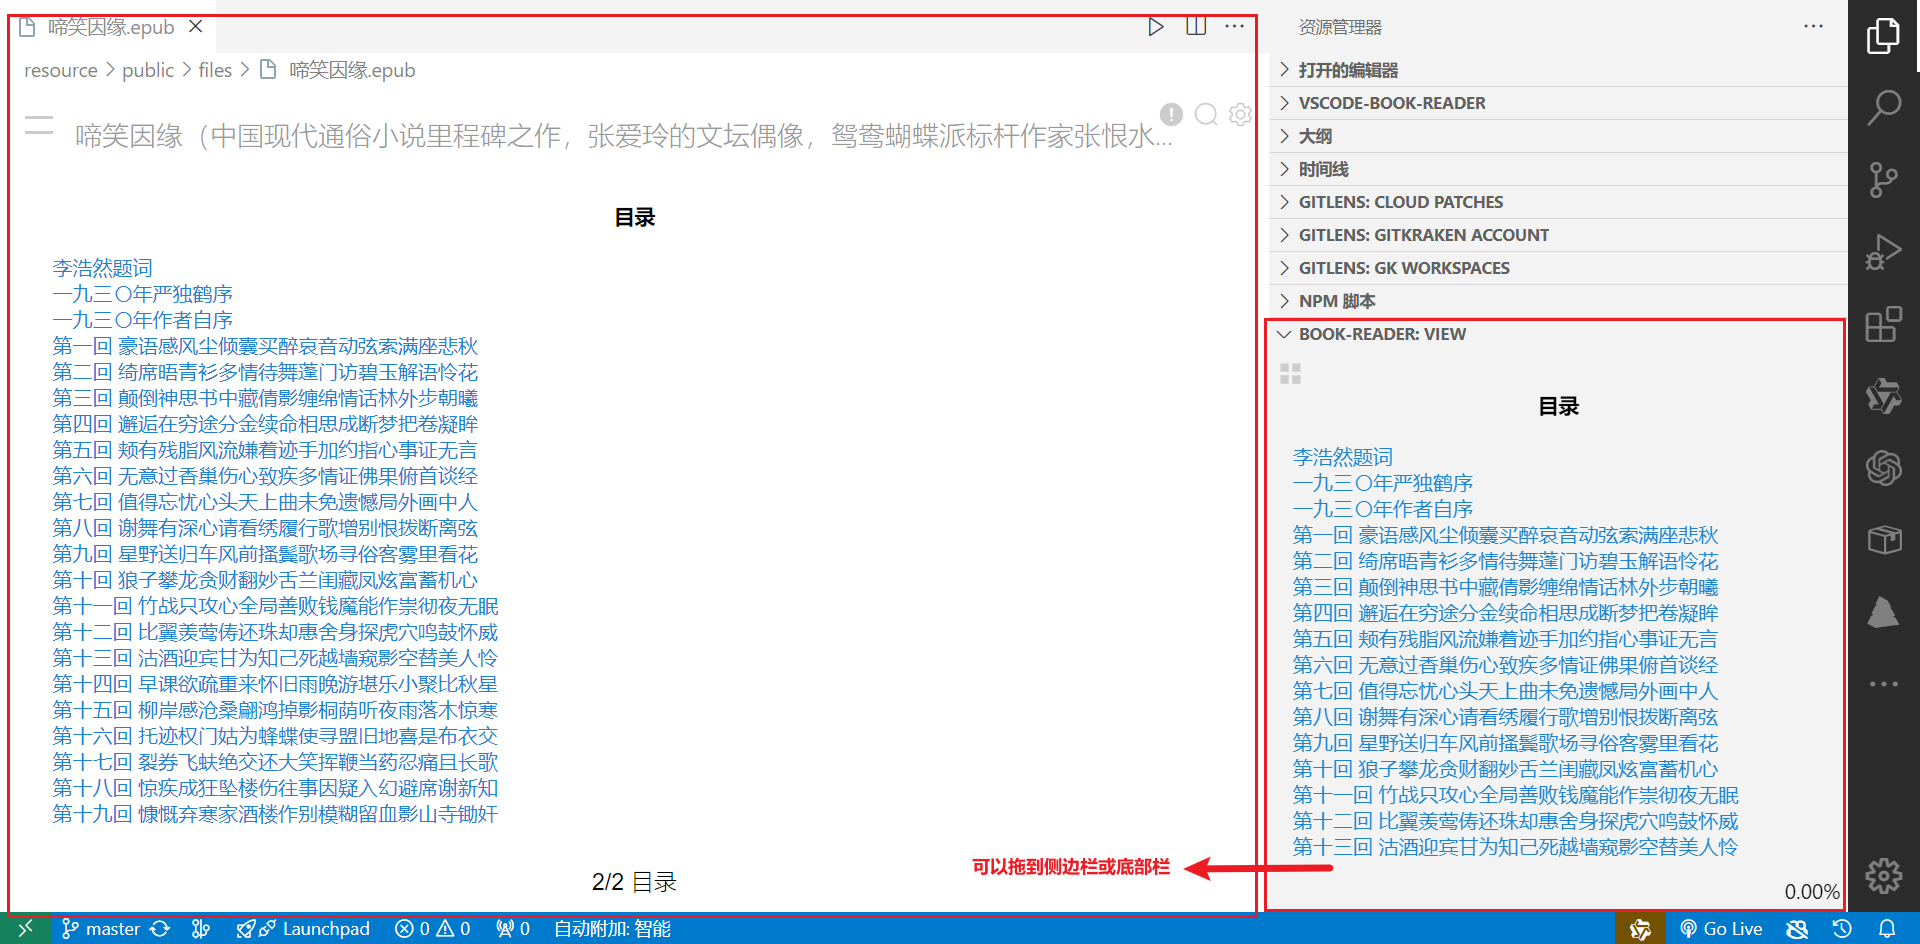 啼笑因缘.epub
resource > public > files > 啼笑因缘.epub
啼笑因缘（中国现代通俗小说里程碑之作，张爱玲的文坛偶像，鸳鸯蝴蝶派标杆作家张恨水...
目录
李浩然题词
一九三〇年严独鹤序
一九三〇年作者自序
第一回 豪语感风尘倾囊买醉哀音动弦索满座悲秋
第二回 绮席晤青衫多情待舞蓬门访碧玉解语怜花
第三回 颠倒神思书中藏倩影缠绵情话林外步朝曦
第四回 邂逅在穷途分金续命相思成断梦把卷凝眸
第五回 颊有残脂风流嫌着迹手加约指心事证无言
第六回 无意过香巢伤心致疾多情证佛果俯首谈经
第七回 值得忘忧心头天上曲未免遗憾局外画中人
第八回 谢舞有深心请看绣履行歌增别恨拨断离弦
第九回 星野送归车风前搔鬓歌场寻俗客雾里看花
第十回 狼子攀龙贪财翻妙舌兰闺藏凤炫富蓄机心
第十一回 竹战只攻心全局善败钱魔能作祟彻夜无眠
第十二回 比翼羡莺俦还珠却惠舍身探虎穴鸣鼓怀威
第十三回 沽酒迎宾甘为知己死越墙窥影空替美人怜
第十四回 早课欲疏重来怀旧雨晚游堪乐小聚比秋星
第十五回 柳岸感沧桑翩鸿掉影桐荫听夜雨落木惊寒
第十六回 托迹权门姑为蜂蝶使寻盟旧地喜是布衣交
第十七回 裂券飞蚨绝交还大笑挥鞭当药忍痛且长歌
第十八回 惊疾成狂坠楼伤往事因疑入幻避席谢新知
第十九回 慷慨弃寒家酒楼作别模糊留血影山寺锄奸
2/2 目录
可以拖到侧边栏或底部栏
资源管理器
打开的编辑器
VSCODE-BOOK-READER
大纲
时间线
GITLENS: CLOUD PATCHES
GITLENS: GITKRAKEN ACCOUNT
GITLENS: GK WORKSPACES
NPM 脚本
BOOK-READER: VIEW
目录
李浩然题词
一九三〇年严独鹤序
一九三〇年作者自序
第一回 豪语感风尘倾囊买醉哀音动弦索满座悲秋
第二回 绮席晤青衫多情待舞蓬门访碧玉解语怜花
第三回 颠倒神思书中藏倩影缠绵情话林外步朝曦
第四回 邂逅在穷途分金续命相思成断梦把卷凝眸
第五回 颊有残脂风流嫌着迹手加约指心事证无言
第六回 无意过香巢伤心致疾多情证佛果俯首谈经
第七回 值得忘忧心头天上曲未免遗憾局外画中人
第八回 谢舞有深心请看绣履行歌增别恨拨断离弦
第九回 星野送归车风前搔鬓歌场寻俗客雾里看花
第十回 狼子攀龙贪财翻妙舌兰闺藏凤炫富蓄机心
第十一回 竹战只攻心全局善败钱魔能作祟彻夜无眠
第十二回 比翼羡莺俦还珠却惠舍身探虎穴鸣鼓怀威
第十三回 沽酒迎宾甘为知己死越墙窥影空替美人怜
0.00%
master Launchpad 0 0 0 自动附加: 智能 Go Live